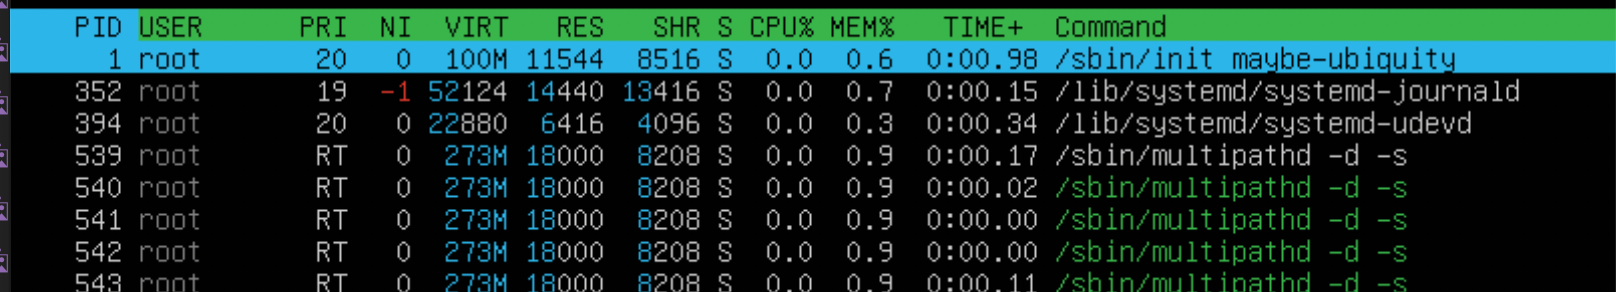 PID USER PRI NI VIRT RES SHR S CPU% MEM% TIME+ Command
1 root 20 0 100M 11544 8516 S 0.0 0.6 0:00.98 /sbin/init maybe-ubiquity
352 root 19 -1 52124 14440 13416 S 0.0 0.7 0:00.15 /lib/systemd/systemd-journald
394 root 20 0 22880 6416 4096 S 0.0 0.3 0:00.34 /lib/systemd/systemd-udevd
539 root RT 0 273M 18000 8208 S 0.0 0.9 0:00.17 /sbin/multipathd -d -s
540 root RT 0 273M 18000 8208 S 0.0 0.9 0:00.02 /sbin/multipathd -d -s
541 root RT 0 273M 18000 8208 S 0.0 0.9 0:00.00 /sbin/multipathd -d -s
542 root RT 0 273M 18000 8208 S 0.0 0.9 0:00.00 /sbin/multipathd -d -s
543 root RT 0 273M 18000 8208 S 0.0 0.9 0:00.11 /sbin/multipathd -d -s